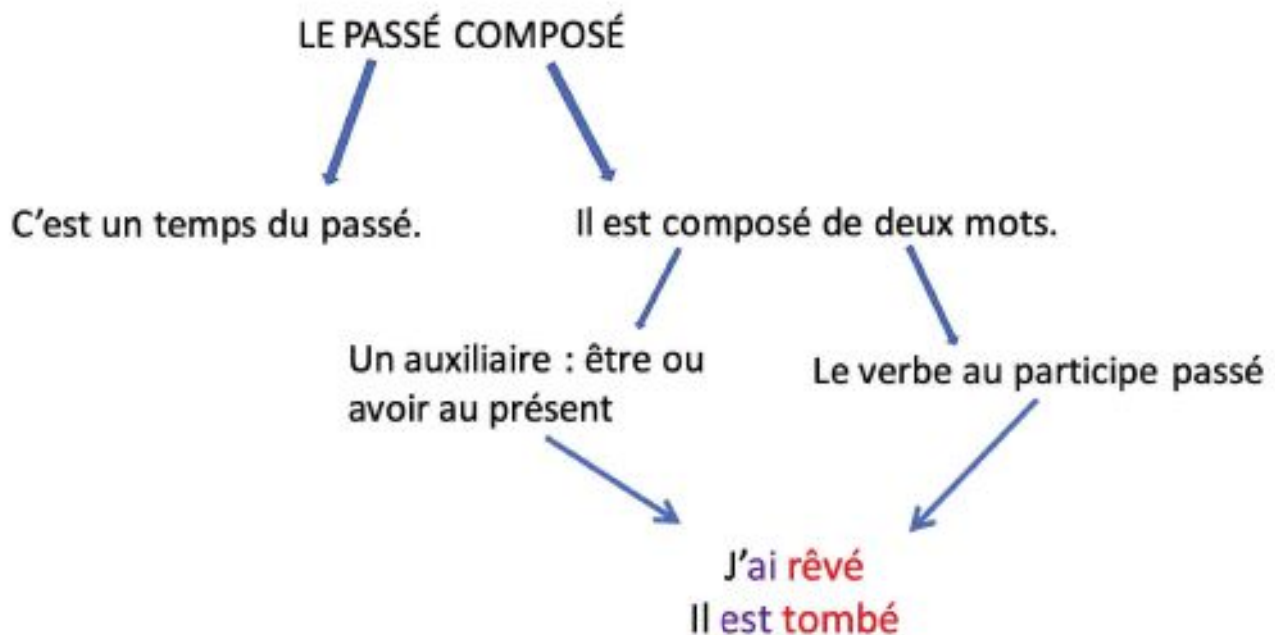 LE PASSÉ COMPOSÉ
C'est un temps du passé.
Il est composé de deux mots.
Un auxiliaire : être ou
avoir au présent
Le verbe au participe passé
J'ai rêvé
Il est tombé